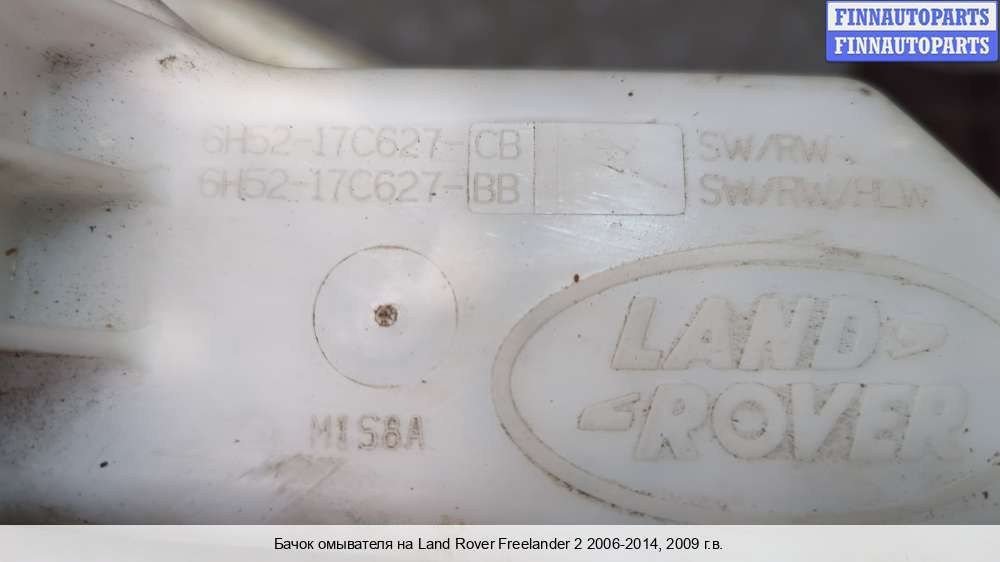 FINNAUTOPARTS
FINNAUTOPARTS
6H52-17C627-CB SW/RW
6H52-17C627-BB SW/RW/HLW
LAND
ROVER
M1S8A
Бачок омывателя на Land Rover Freelander 2 2006-2014, 2009 г.в.